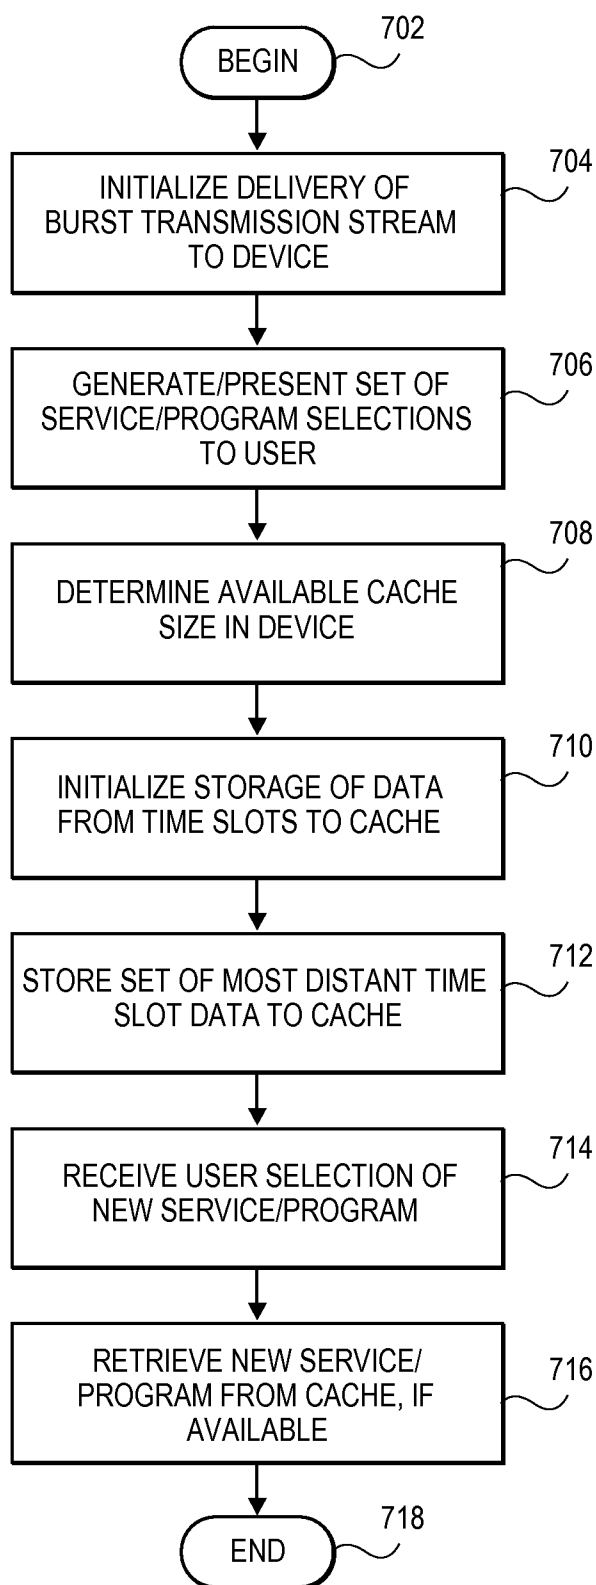 702
BEGIN
704
INITIALIZE DELIVERY OF
BURST TRANSMISSION STREAM
TO DEVICE
706
GENERATE/PRESENT SET OF
SERVICE/PROGRAM SELECTIONS
TO USER
708
DETERMINE AVAILABLE CACHE
SIZE IN DEVICE
710
INITIALIZE STORAGE OF DATA
FROM TIME SLOTS TO CACHE
712
STORE SET OF MOST DISTANT TIME
SLOT DATA TO CACHE
714
RECEIVE USER SELECTION OF
NEW SERVICE/PROGRAM
716
RETRIEVE NEW SERVICE/
PROGRAM FROM CACHE, IF
AVAILABLE
718
END